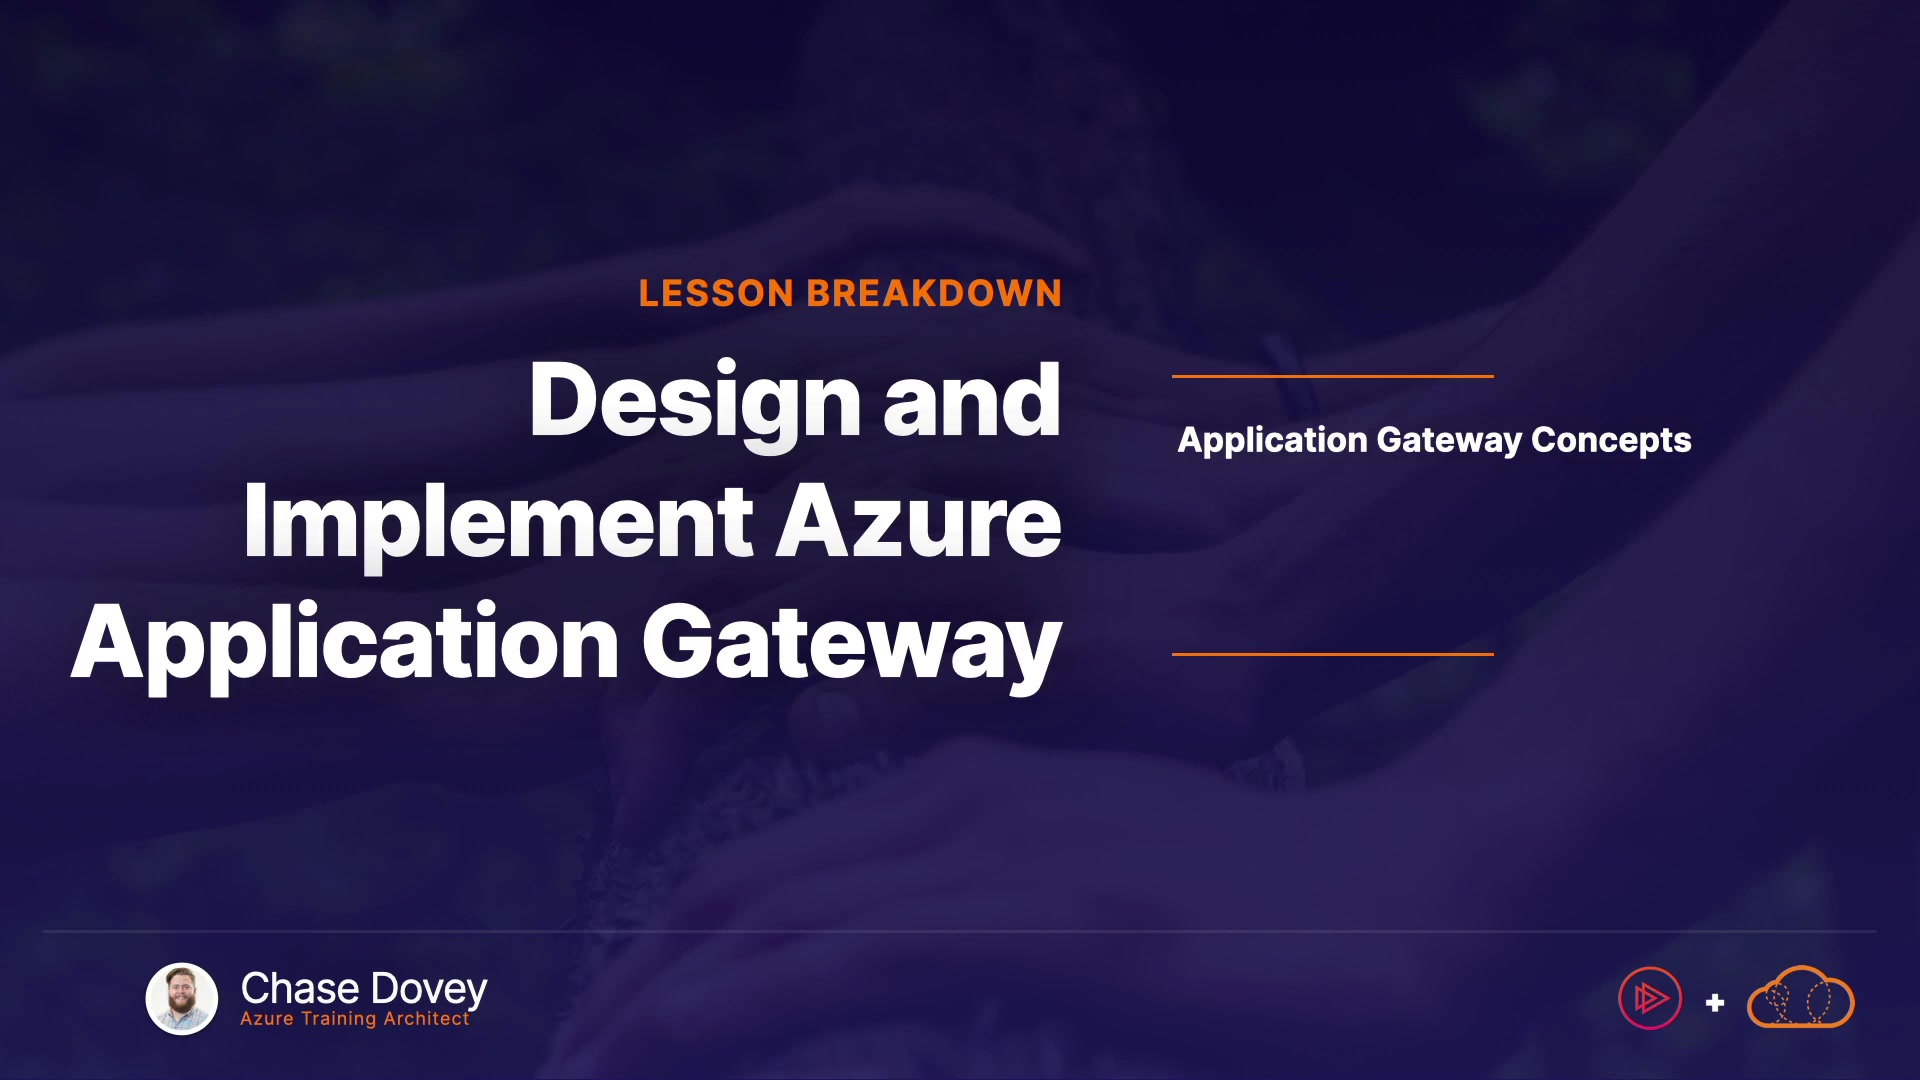 LESSON BREAKDOWN
Design and
Implement Azure
Application Gateway
Application Gateway Concepts
Chase Dovey
Azure Training Architect